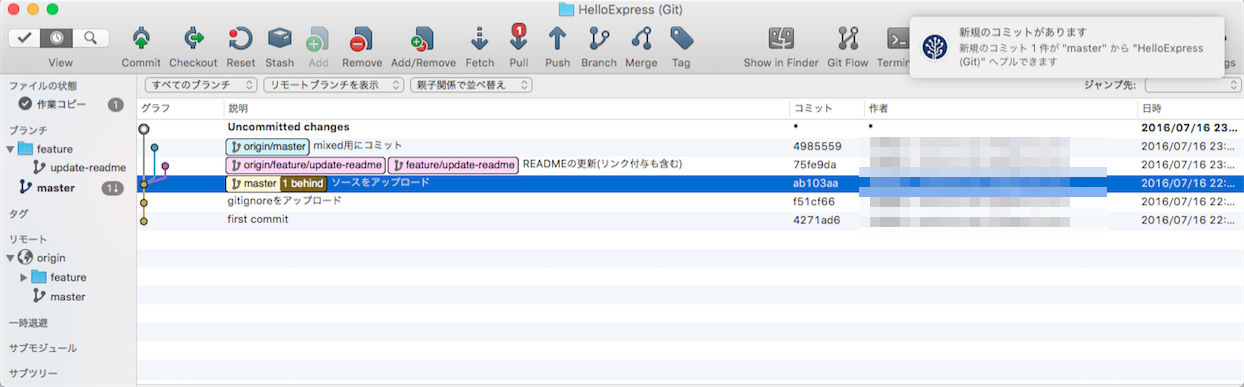 HelloExpress (Git)
View Commit Checkout Reset Stash Add Remove Add/Remove Fetch 1 Pull Push Branch Merge Tag Show in Finder Git Flow
新規のコミットがあります
新規のコミット 1 件が "master" から "HelloExpress
(Git)" へプルできます
ファイルの状態
作業コピー 1
ブランチ
feature
update-readme
master 1↓
タグ
リモート
origin
feature
master
一時退避
サブモジュール
サブツリー
すべてのブランチ リモートブランチを表示 親子関係で並べ替え ジャンプ先:
グラフ 説明 コミット 作者 日時
Uncommitted changes * * 2016/07/16 23...
origin/master mixed用にコミット 4985559 2016/07/16 23:...
origin/feature/update-readme feature/update-readme READMEの更新(リンク付与も含む) 75fe9da 2016/07/16 23:...
master 1 behind ソースをアップロード ab103aa 2016/07/16 22:...
gitignoreをアップロード f51cf66 2016/07/16 22:...
first commit 4271ad6 2016/07/16 22:...